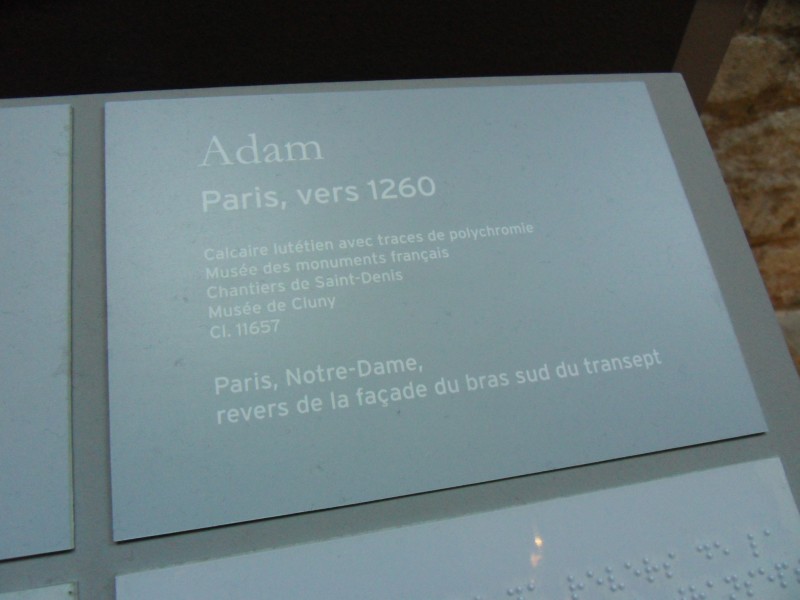 Adam
Paris, vers 1260
Calcaire lutétien avec traces de polychromie
Musée des monuments français
Chantiers de Saint-Denis
Musée de Cluny
Cl. 11657
Paris, Notre-Dame,
revers de la façade du bras sud du transept